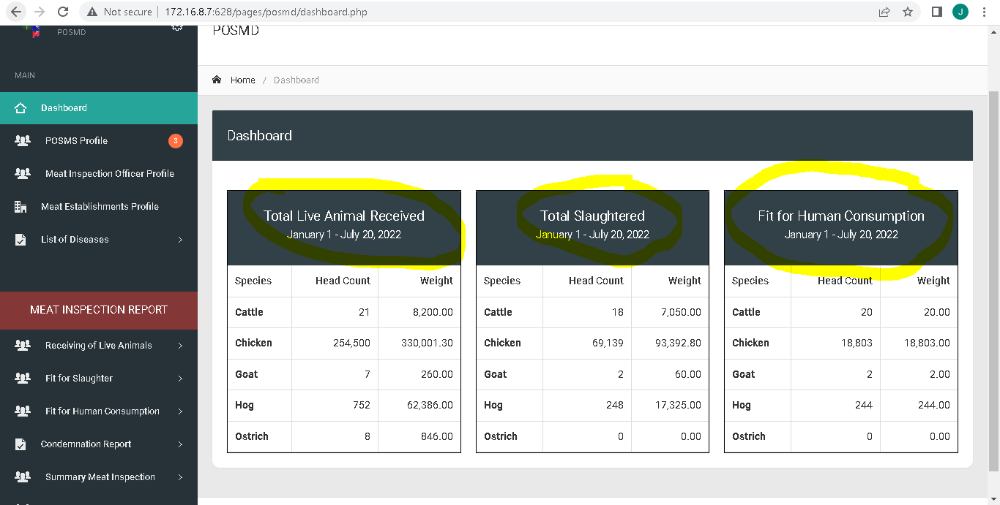 Not secure
172.16.8.7:628/pages/posmd/dashboard.php
J
POSMD
MAIN
Dashboard
POSMS Profile
3
Meat Inspection Officer Profile
Meat Establishments Profile
List of Diseases
MEAT INSPECTION REPORT
Receiving of Live Animals
Fit for Slaughter
Fit for Human Consumption
Condemnation Report
Summary Meat Inspection
POSMD
Home / Dashboard
Dashboard
Total Live Animal Received
January 1 - July 20, 2022
Species Head Count Weight
Cattle 21 8,200.00
Chicken 254,500 330,001.30
Goat 7 260.00
Hog 752 62,386.00
Ostrich 8 846.00
Total Slaughtered
January 1 - July 20, 2022
Species Head Count Weight
Cattle 18 7,050.00
Chicken 69,139 93,392.80
Goat 2 60.00
Hog 248 17,325.00
Ostrich 0 0.00
Fit for Human Consumption
January 1 - July 20, 2022
Species Head Count Weight
Cattle 20 20.00
Chicken 18,803 18,803.00
Goat 2 2.00
Hog 244 244.00
Ostrich 0 0.00